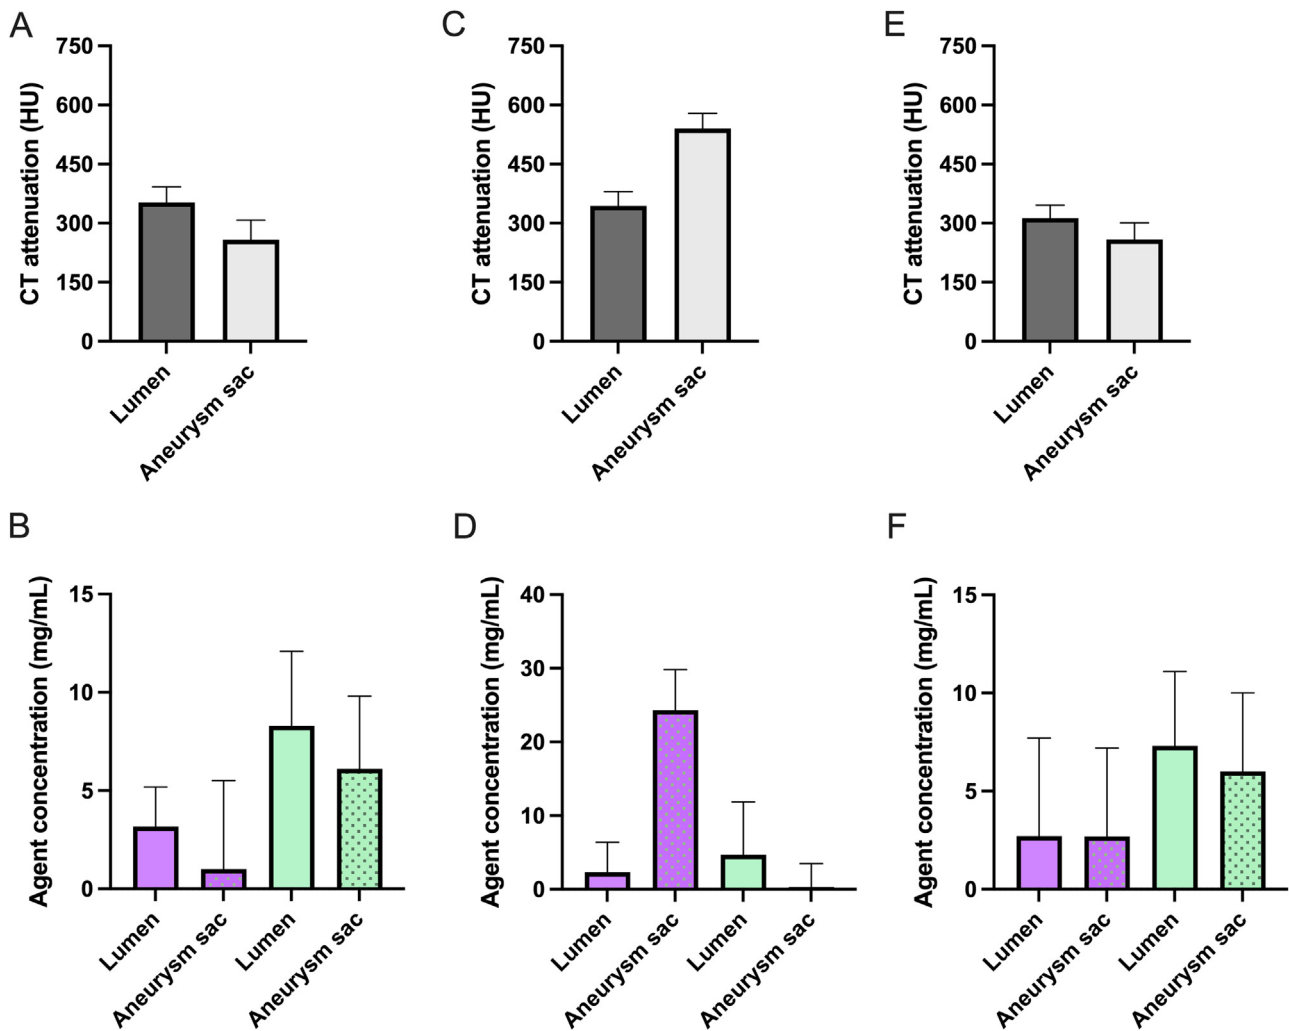 A
CT attenuation (HU)
750
600
450
300
150
0
Lumen
Aneurysm sac
C
CT attenuation (HU)
750
600
450
300
150
0
Lumen
Aneurysm sac
E
CT attenuation (HU)
750
600
450
300
150
0
Lumen
Aneurysm sac
B
Agent concentration (mg/mL)
15
10
5
0
Lumen
Aneurysm sac
Lumen
Aneurysm sac
D
Agent concentration (mg/mL)
40
30
20
10
0
Lumen
Aneurysm sac
Lumen
Aneurysm sac
F
Agent concentration (mg/mL)
15
10
5
0
Lumen
Aneurysm sac
Lumen
Aneurysm sac